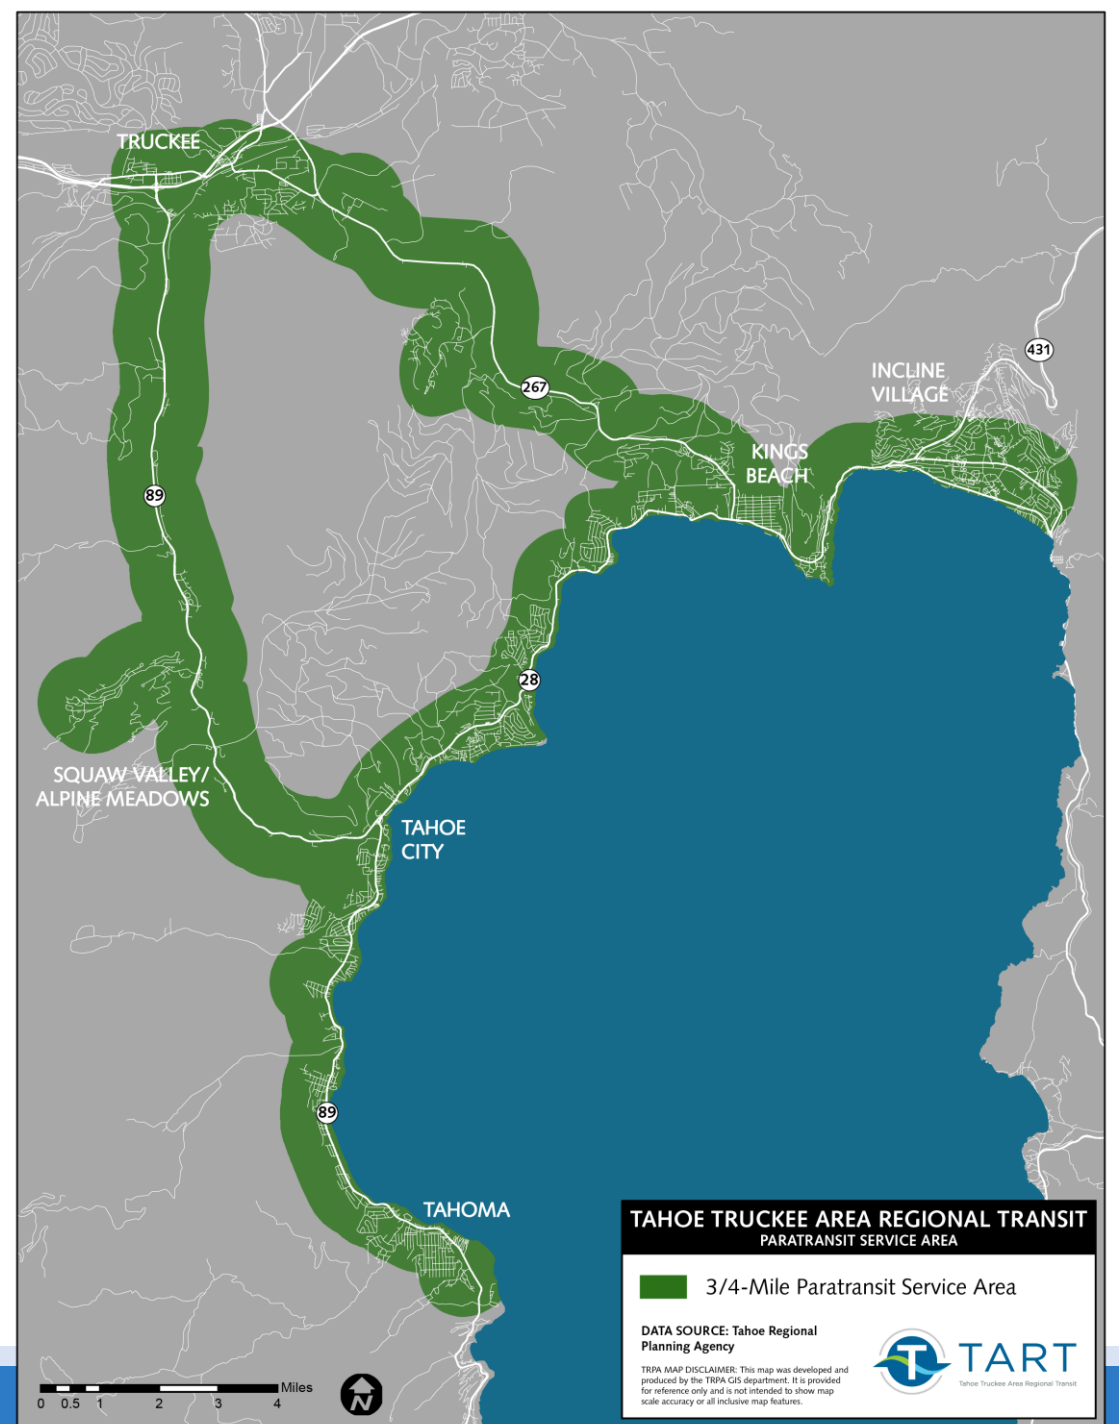 TRUCKEE
431
INCLINE
VILLAGE
267
KINGS
BEACH
89
28
SQUAW VALLEY/
ALPINE MEADOWS
TAHOE
CITY
89
TAHOMA
TAHOE TRUCKEE AREA REGIONAL TRANSIT
PARATRANSIT SERVICE AREA
3/4-Mile Paratransit Service Area
DATA SOURCE: Tahoe Regional
Planning Agency
TRPA MAP DISCLAIMER: This map was developed and
produced by the TRPA GIS department. It is provided
for reference only and is not intended to show map
scale accuracy or all inclusive map features.
T TART
Tahoe Truckee Area Regional Transit
Miles
0 0.5 1 2 3 4
N